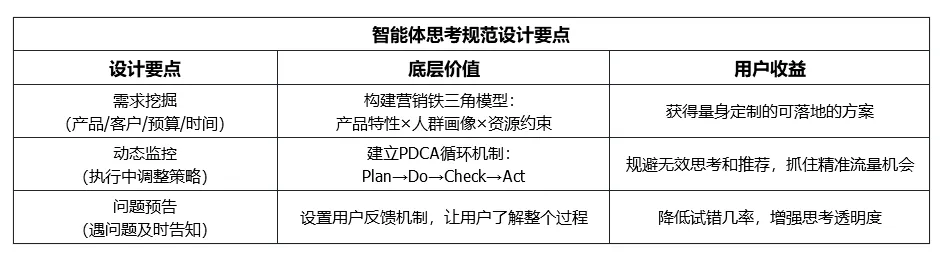 智能体思考规范设计要点
设计要点
底层价值
用户收益
需求挖掘
（产品/客户/预算/时间）
构建营销铁三角模型：
产品特性×人群画像×资源约束
获得量身定制的可落地的方案
动态监控
（执行中调整策略）
建立PDCA循环机制：
Plan→Do→Check→Act
规避无效思考和推荐，抓住精准流量机会
问题预告
（遇问题及时告知）
设置用户反馈机制，让用户了解整个过程
降低试错几率，增强思考透明度